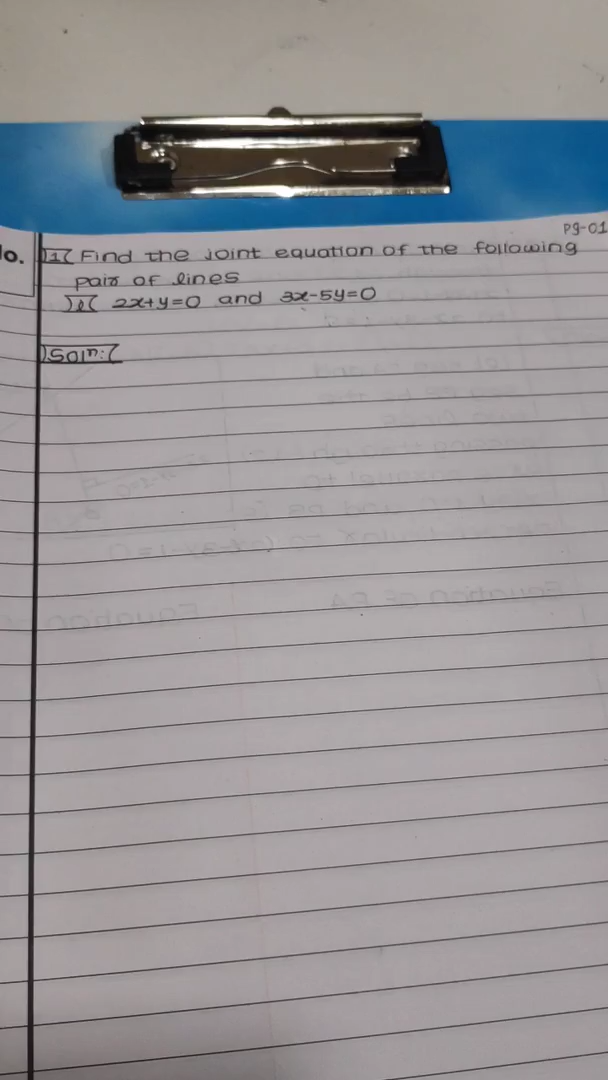 Pg-01
1) Find the joint equation of the following
pair of lines
2x+y=0 and 3x-5y=0
Solⁿ: